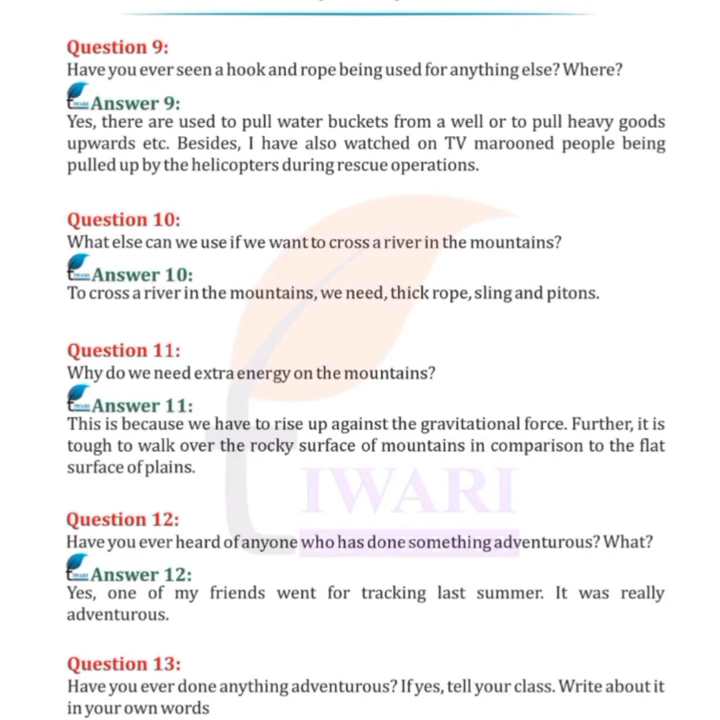 Question 9:
Have you ever seen a hook and rope being used for anything else? Where?
Answer 9:
Yes, there are used to pull water buckets from a well or to pull heavy goods
upwards etc. Besides, I have also watched on TV marooned people being
pulled up by the helicopters during rescue operations.
Question 10:
What else can we use if we want to cross a river in the mountains?
Answer 10:
To cross a river in the mountains, we need, thick rope, sling and pitons.
Question 11:
Why do we need extra energy on the mountains?
Answer 11:
This is because we have to rise up against the gravitational force. Further, it is
tough to walk over the rocky surface of mountains in comparison to the flat
surface of plains.
IWARI
Question 12:
Have you ever heard of anyone who has done something adventurous? What?
Answer 12:
Yes, one of my friends went for tracking last summer. It was really
adventurous.
Question 13:
Have you ever done anything adventurous? If yes, tell your class. Write about it
in your own words